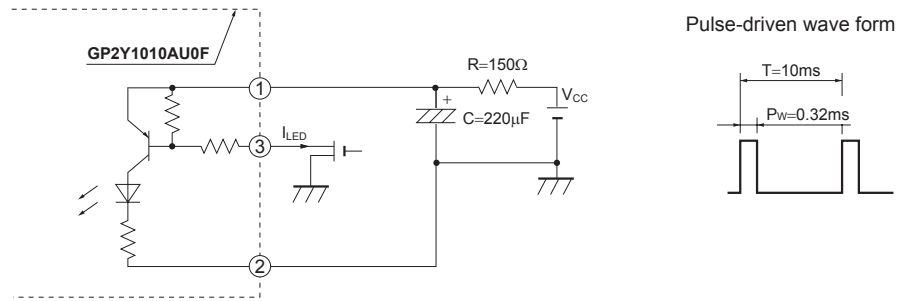 Pulse-driven wave form
GP2Y1010AU0F
R=150Ω
T=10ms
1
VCC
+
C=220µF
Pw=0.32ms
3
ILED
2